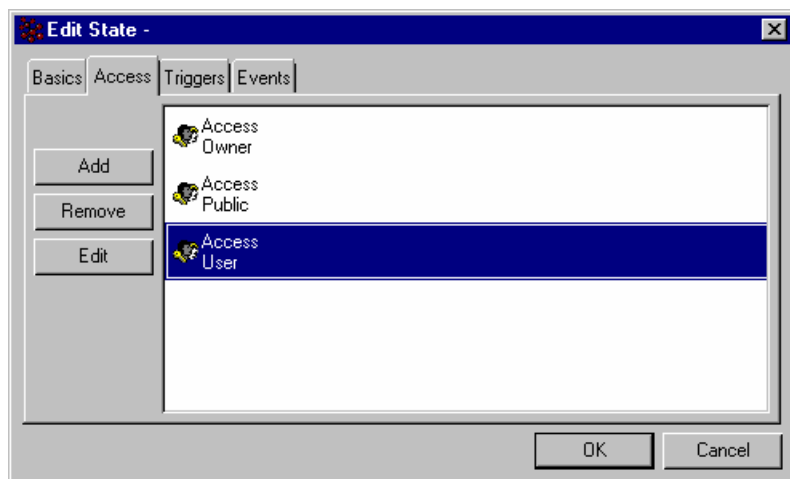 Edit State -
Basics Access Triggers Events
Add
Remove
Edit
Access
Owner
Access
Public
Access
User
OK Cancel